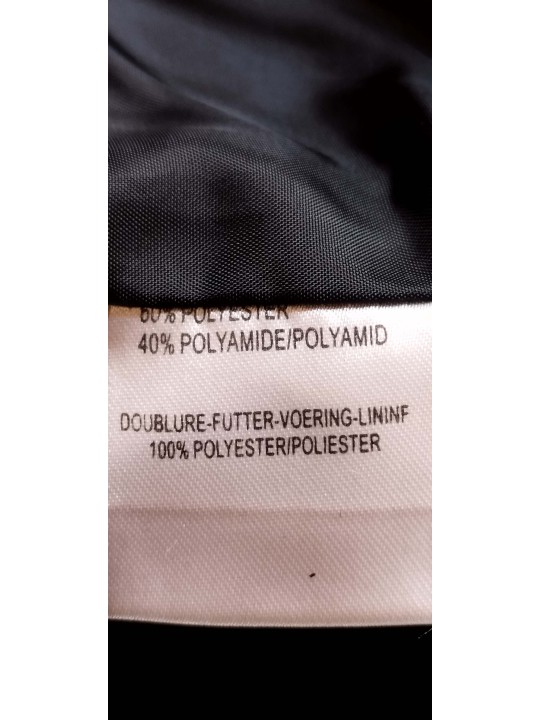 60% POLYESTER
40% POLYAMIDE/POLYAMID
DOUBLURE-FUTTER-VOERING-LININF
100% POLYESTER/POLIESTER